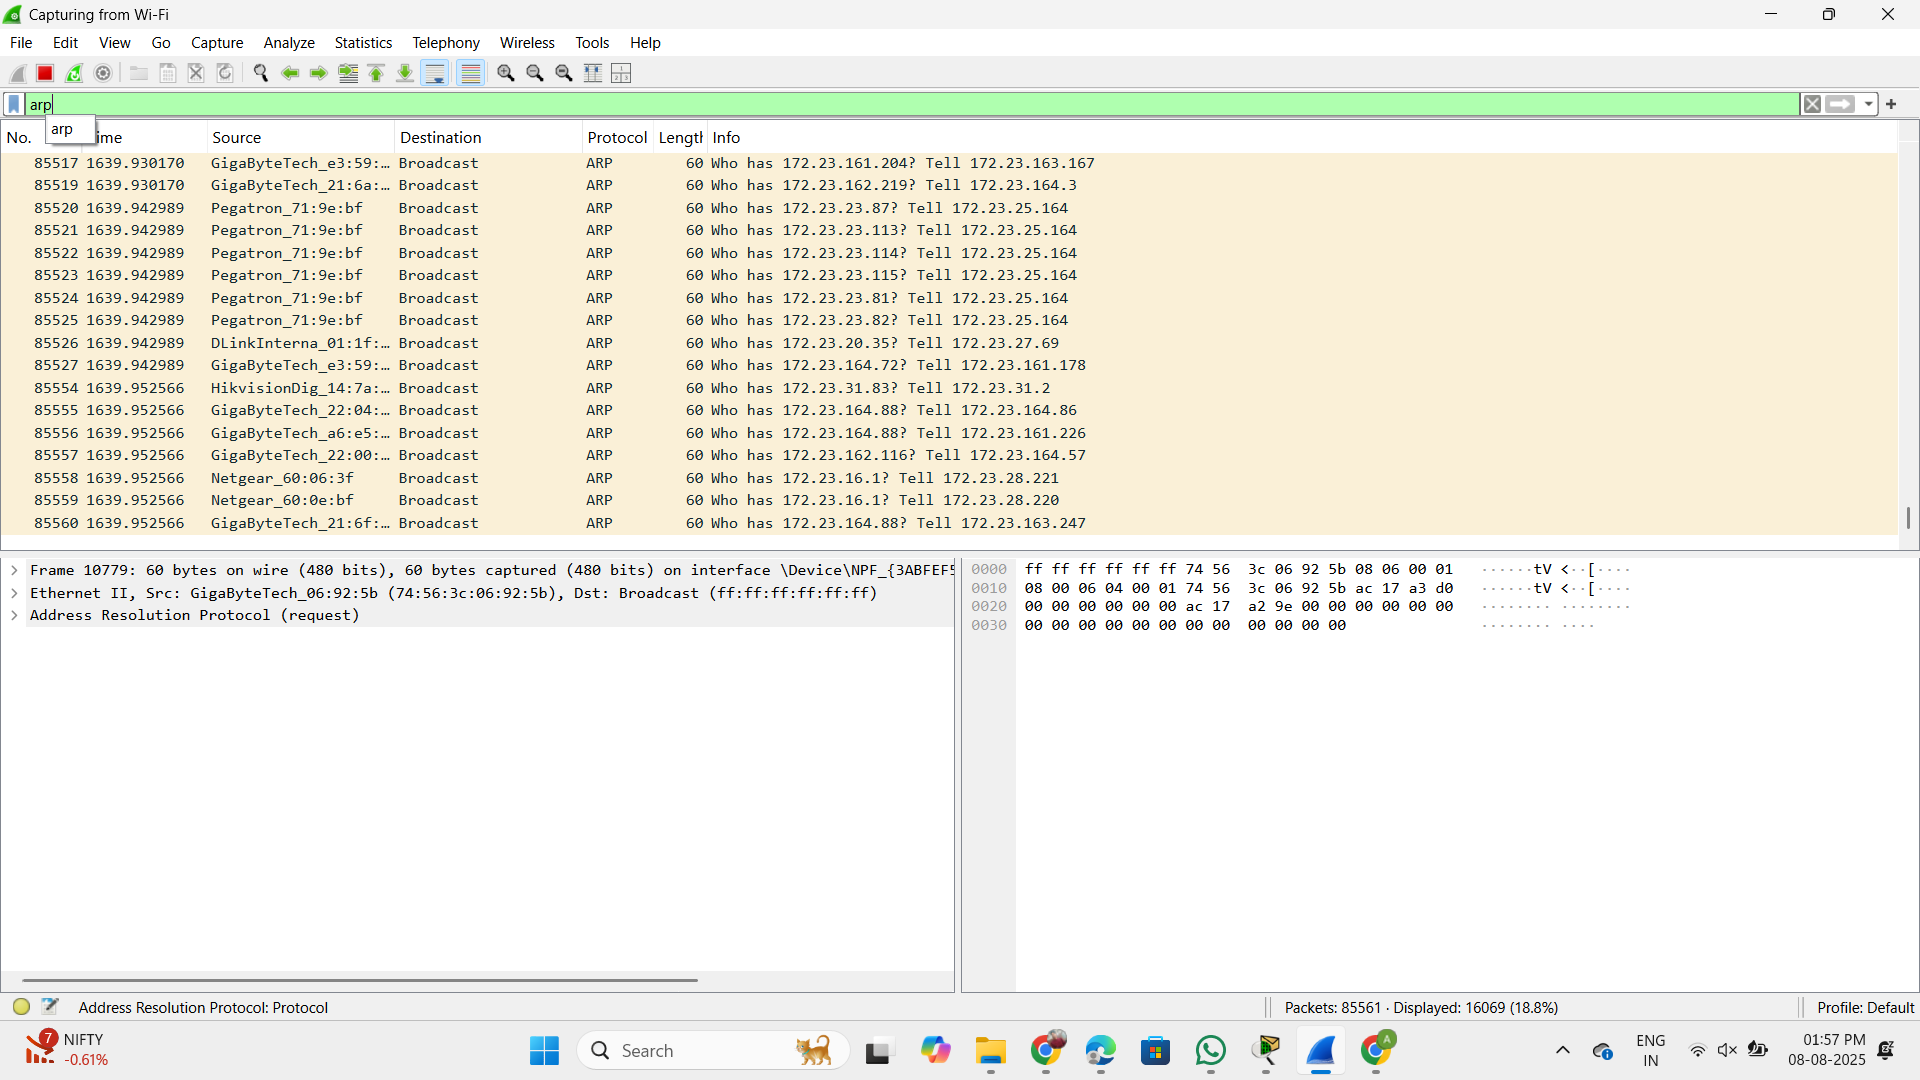 Capturing from Wi-Fi
File Edit View Go Capture Analyze Statistics Telephony Wireless Tools Help
arp
arp
No. ime Source Destination Protocol Length Info
85517 1639.930170 GigaByteTech_e3:59:… Broadcast ARP 60 Who has 172.23.161.204? Tell 172.23.163.167
85519 1639.930170 GigaByteTech_21:6a:… Broadcast ARP 60 Who has 172.23.162.219? Tell 172.23.164.3
85520 1639.942989 Pegatron_71:9e:bf Broadcast ARP 60 Who has 172.23.23.87? Tell 172.23.25.164
85521 1639.942989 Pegatron_71:9e:bf Broadcast ARP 60 Who has 172.23.23.113? Tell 172.23.25.164
85522 1639.942989 Pegatron_71:9e:bf Broadcast ARP 60 Who has 172.23.23.114? Tell 172.23.25.164
85523 1639.942989 Pegatron_71:9e:bf Broadcast ARP 60 Who has 172.23.23.115? Tell 172.23.25.164
85524 1639.942989 Pegatron_71:9e:bf Broadcast ARP 60 Who has 172.23.23.81? Tell 172.23.25.164
85525 1639.942989 Pegatron_71:9e:bf Broadcast ARP 60 Who has 172.23.23.82? Tell 172.23.25.164
85526 1639.942989 DLinkInterna_01:1f:… Broadcast ARP 60 Who has 172.23.20.35? Tell 172.23.27.69
85527 1639.942989 GigaByteTech_e3:59:… Broadcast ARP 60 Who has 172.23.164.72? Tell 172.23.161.178
85554 1639.952566 HikvisionDig_14:7a:… Broadcast ARP 60 Who has 172.23.31.83? Tell 172.23.31.2
85555 1639.952566 GigaByteTech_22:04:… Broadcast ARP 60 Who has 172.23.164.88? Tell 172.23.164.86
85556 1639.952566 GigaByteTech_a6:e5:… Broadcast ARP 60 Who has 172.23.164.88? Tell 172.23.161.226
85557 1639.952566 GigaByteTech_22:00:… Broadcast ARP 60 Who has 172.23.162.116? Tell 172.23.164.57
85558 1639.952566 Netgear_60:06:3f Broadcast ARP 60 Who has 172.23.16.1? Tell 172.23.28.221
85559 1639.952566 Netgear_60:0e:bf Broadcast ARP 60 Who has 172.23.16.1? Tell 172.23.28.220
85560 1639.952566 GigaByteTech_21:6f:… Broadcast ARP 60 Who has 172.23.164.88? Tell 172.23.163.247
Frame 10779: 60 bytes on wire (480 bits), 60 bytes captured (480 bits) on interface \Device\NPF_{3ABFEF5
Ethernet II, Src: GigaByteTech_06:92:5b (74:56:3c:06:92:5b), Dst: Broadcast (ff:ff:ff:ff:ff:ff)
Address Resolution Protocol (request)
0000 ff ff ff ff ff ff 74 56 3c 06 92 5b 08 06 00 01 ······tV <··[····
0010 08 00 06 04 00 01 74 56 3c 06 92 5b ac 17 a3 d0 ······tV <··[····
0020 00 00 00 00 00 00 ac 17 a2 9e 00 00 00 00 00 00 ········ ········
0030 00 00 00 00 00 00 00 00 00 00 00 00 ········ ····
Address Resolution Protocol: Protocol
Packets: 85561 · Displayed: 16069 (18.8%)
Profile: Default
7
NIFTY
-0.61%
Search
A
ENG
IN
01:57 PM
08-08-2025